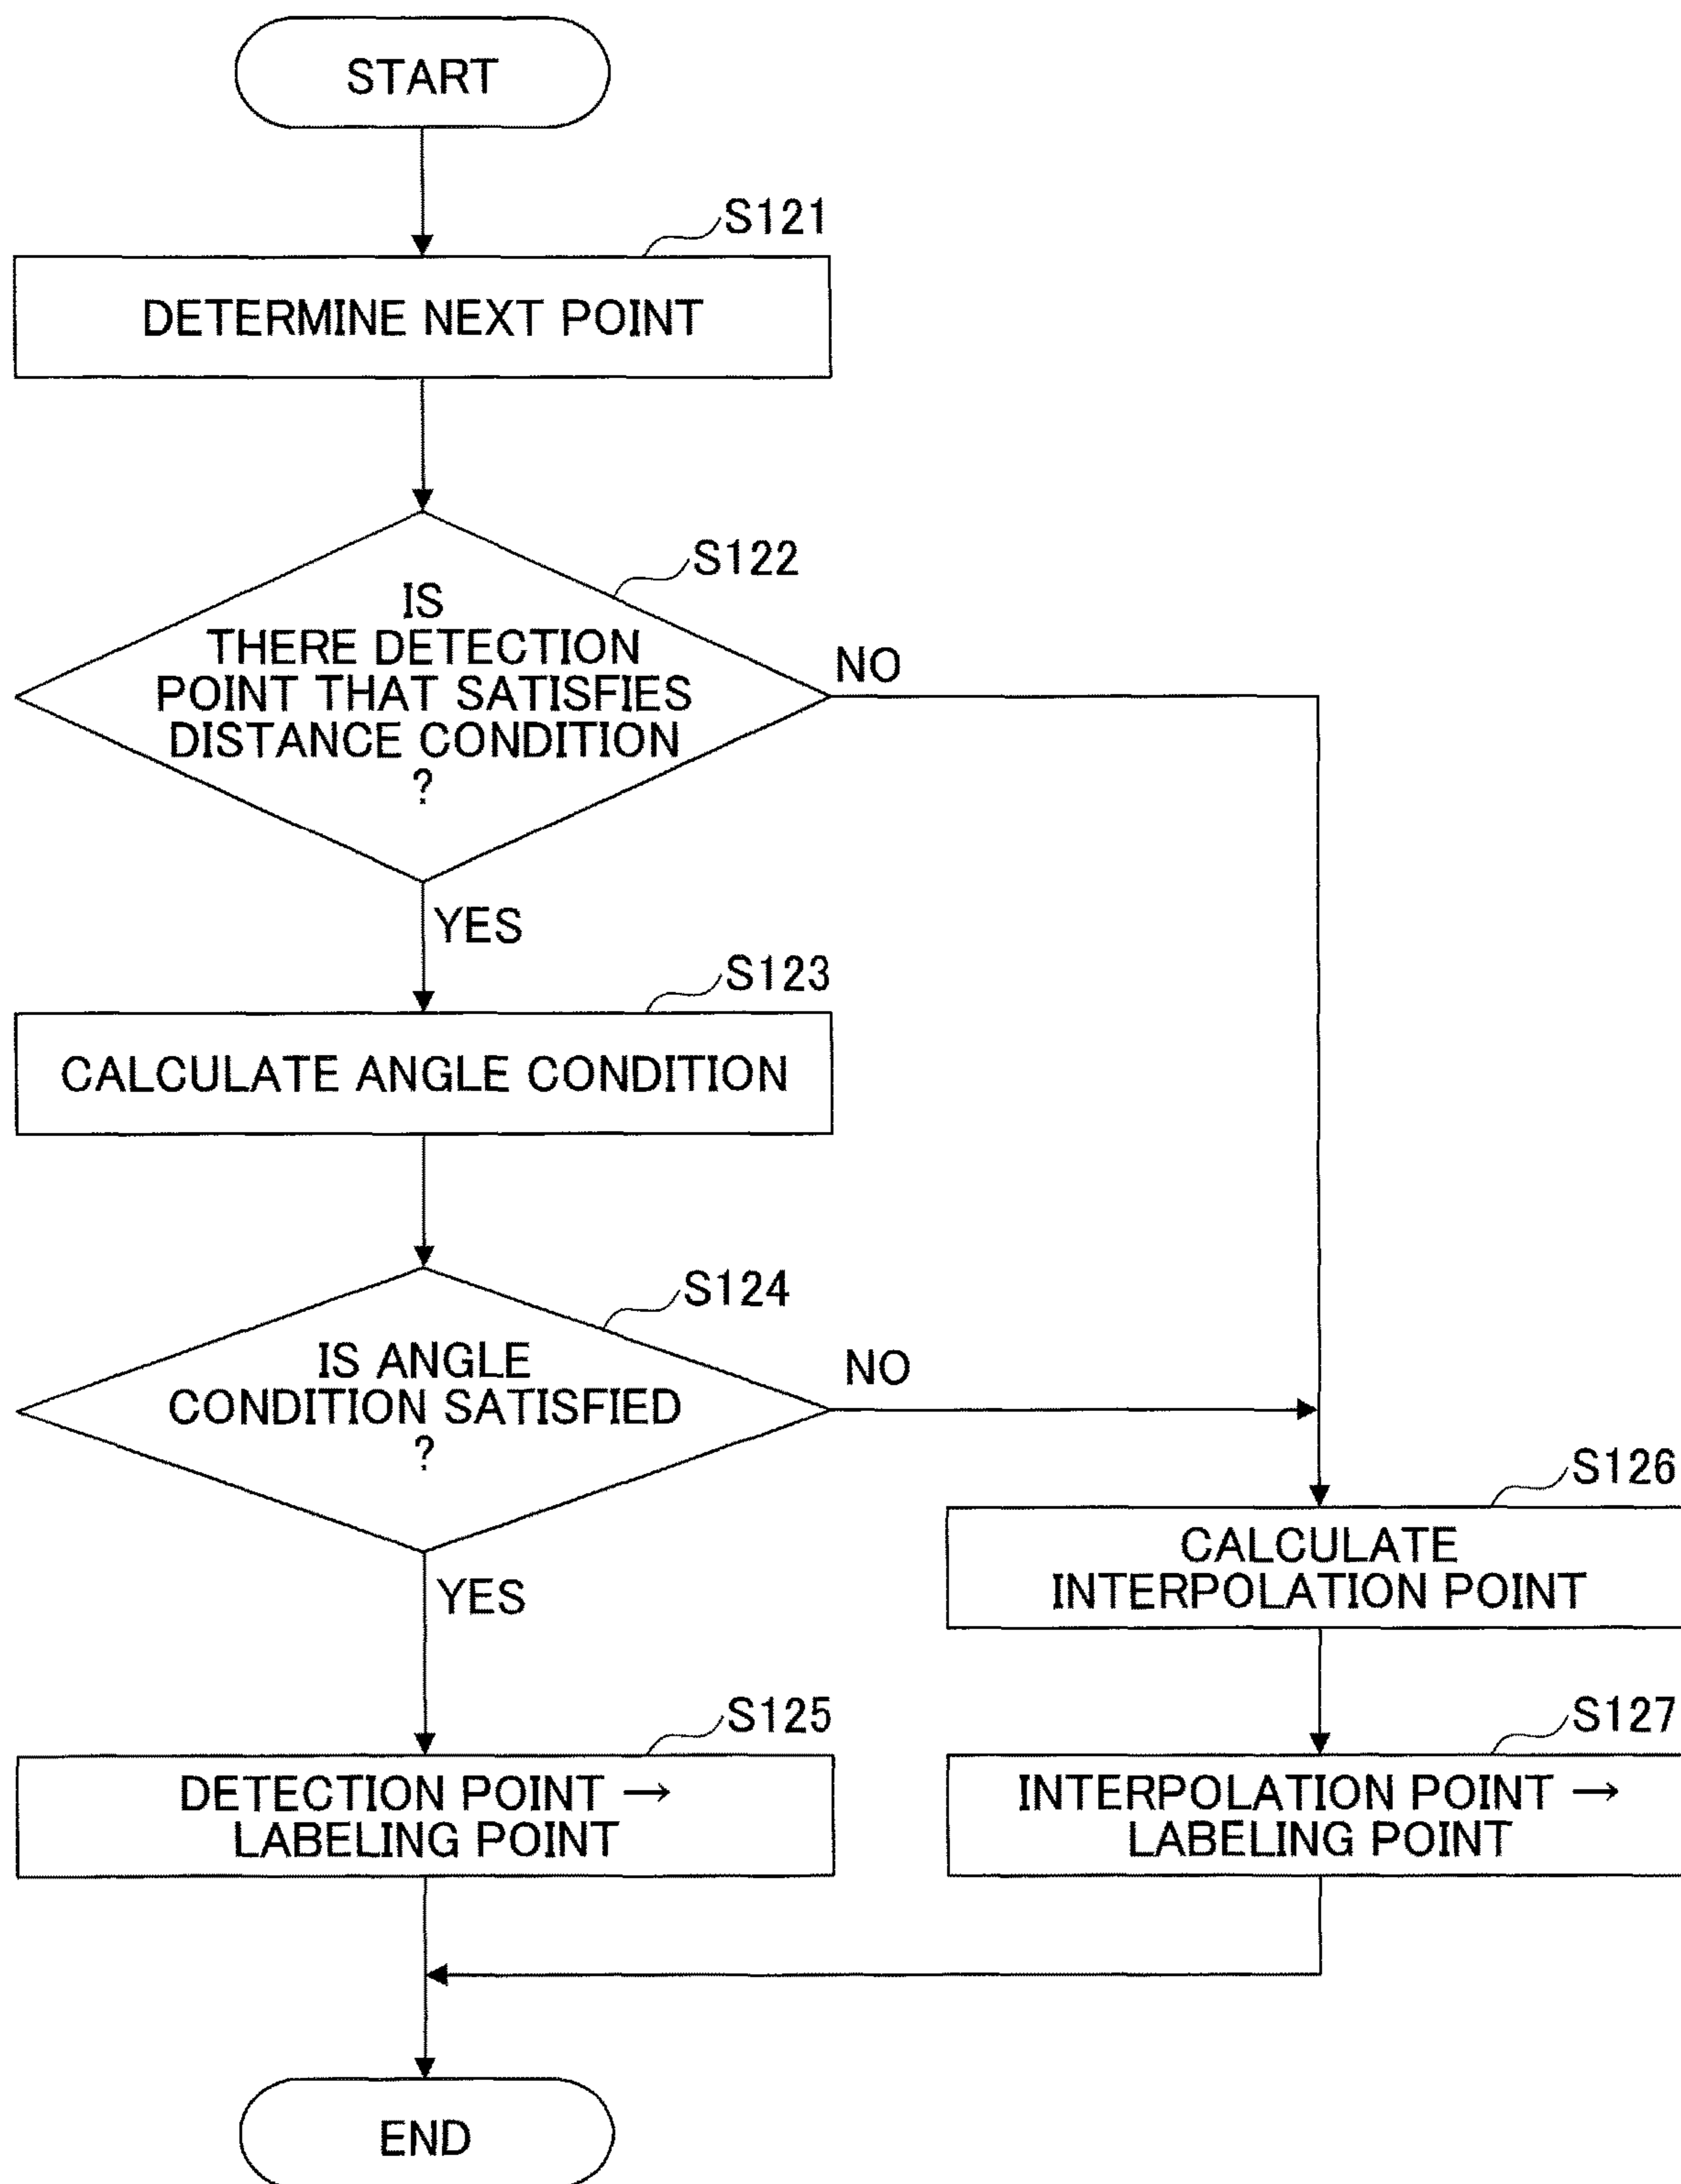 START
S121
DETERMINE NEXT POINT
S122
IS
THERE DETECTION
POINT THAT SATISFIES
DISTANCE CONDITION
?
NO
YES
S123
CALCULATE ANGLE CONDITION
S124
IS ANGLE
CONDITION SATISFIED
?
NO
YES
S126
CALCULATE
INTERPOLATION POINT
S125
DETECTION POINT →
LABELING POINT
S127
INTERPOLATION POINT →
LABELING POINT
END